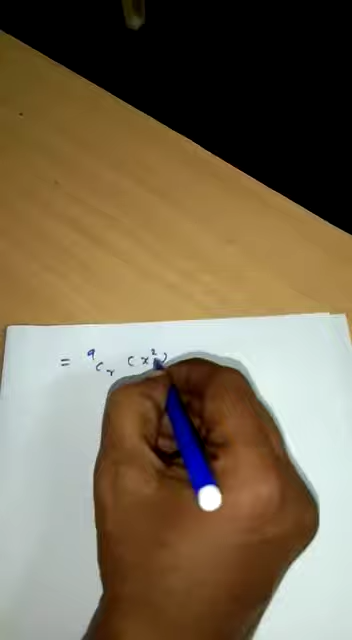 = ⁹Cᵣ (x²)